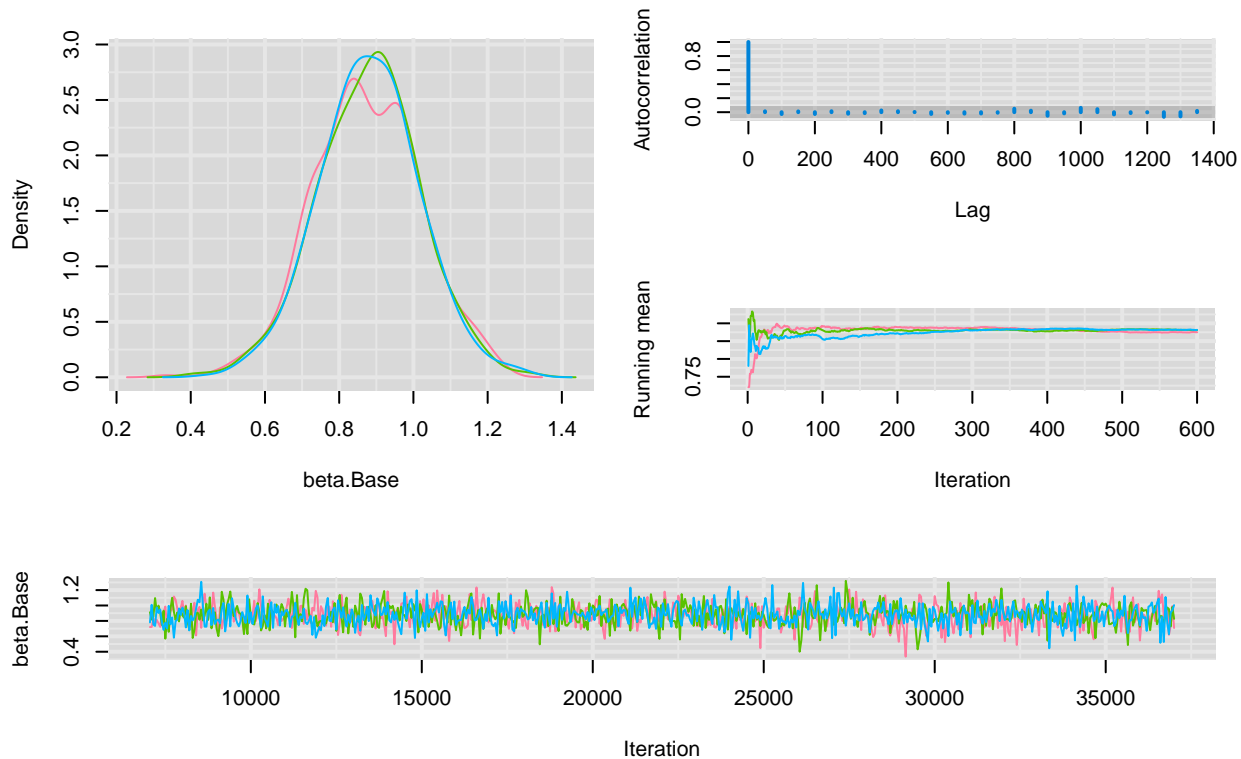 Density
3.0
2.5
2.0
1.5
1.0
0.5
0.0
0.2 0.4 0.6 0.8 1.0 1.2 1.4
beta.Base
Autocorrelation
0.8
0.0
0 200 400 600 800 1000 1200 1400
Lag
Running mean
0.75
0 100 200 300 400 500 600
Iteration
beta.Base
1.2
0.4
10000 15000 20000 25000 30000 35000
Iteration